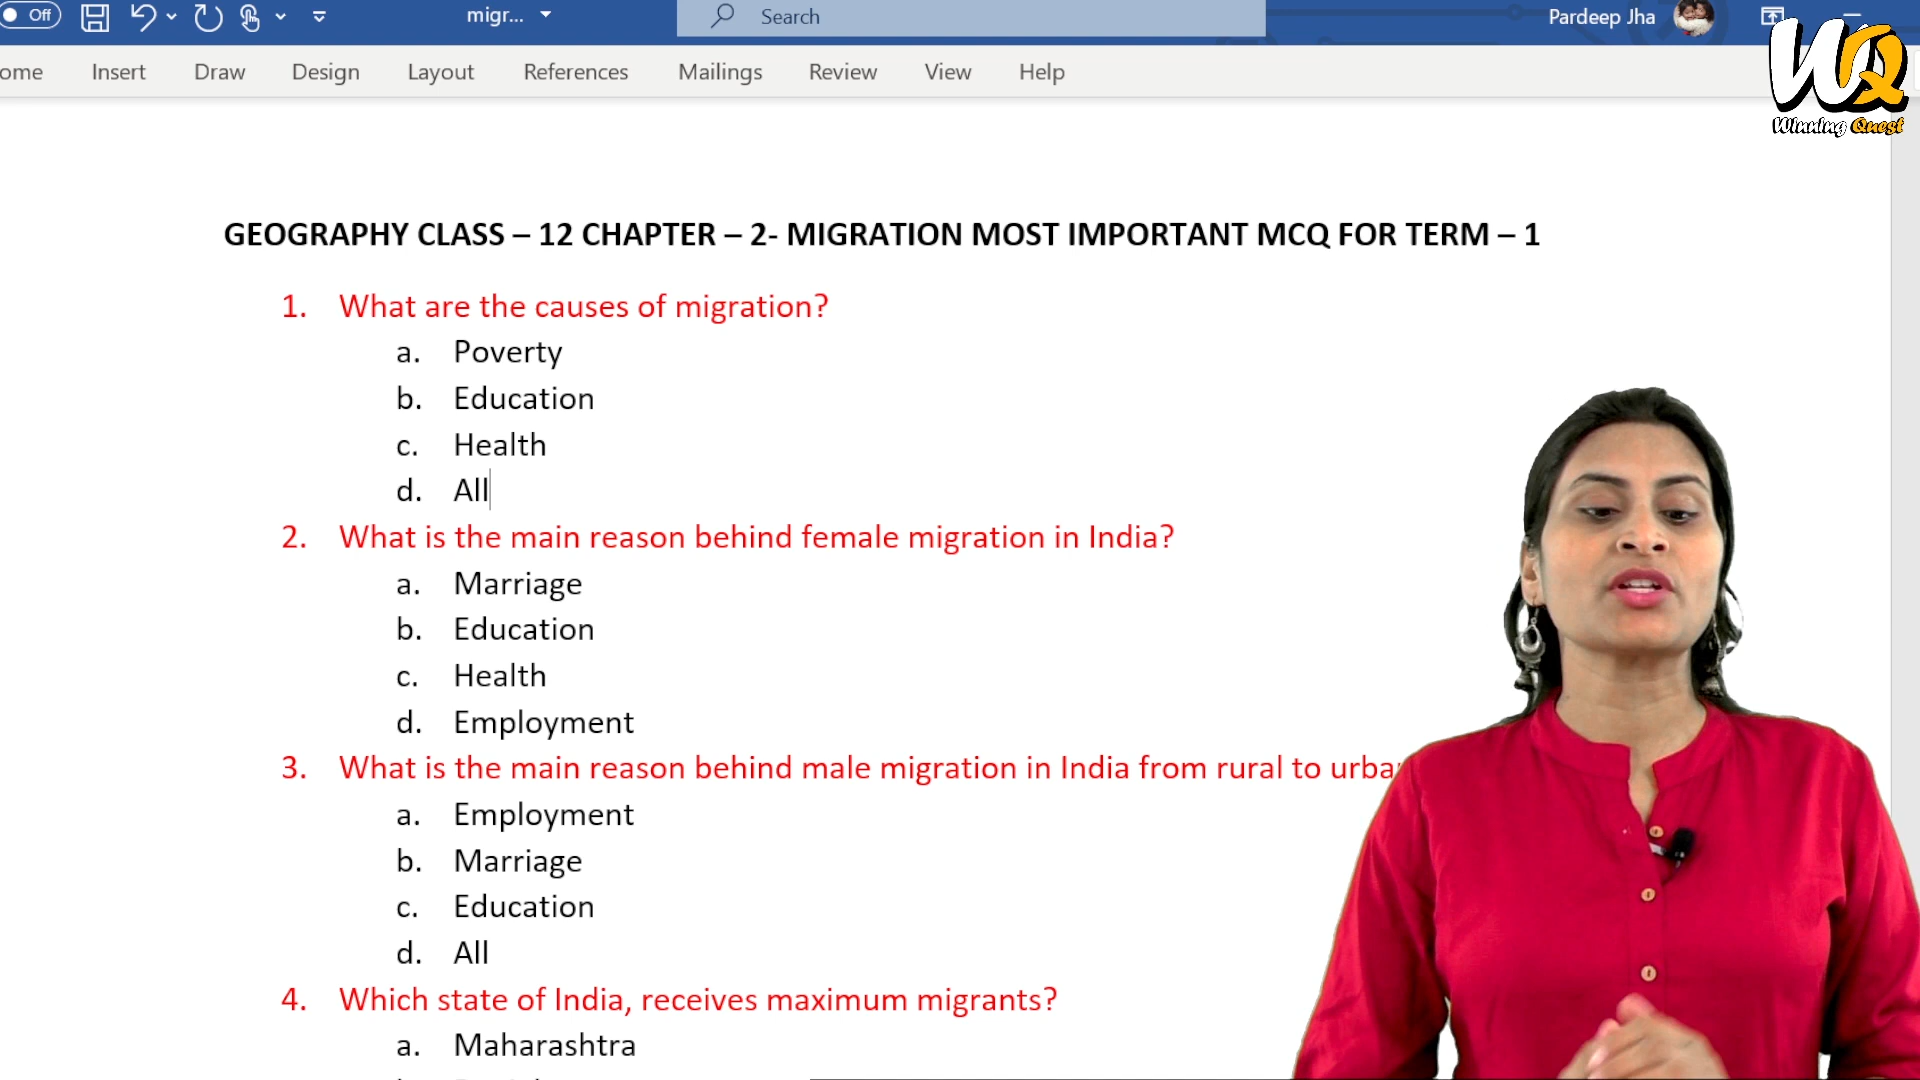 Off
migr...
Search
Pardeep Jha
ome Insert Draw Design Layout References Mailings Review View Help
WQ
Winning Quest
GEOGRAPHY CLASS – 12 CHAPTER – 2- MIGRATION MOST IMPORTANT MCQ FOR TERM – 1
1. What are the causes of migration?
a. Poverty
b. Education
c. Health
d. All
2. What is the main reason behind female migration in India?
a. Marriage
b. Education
c. Health
d. Employment
3. What is the main reason behind male migration in India from rural to urba
a. Employment
b. Marriage
c. Education
d. All
4. Which state of India, receives maximum migrants?
a. Maharashtra